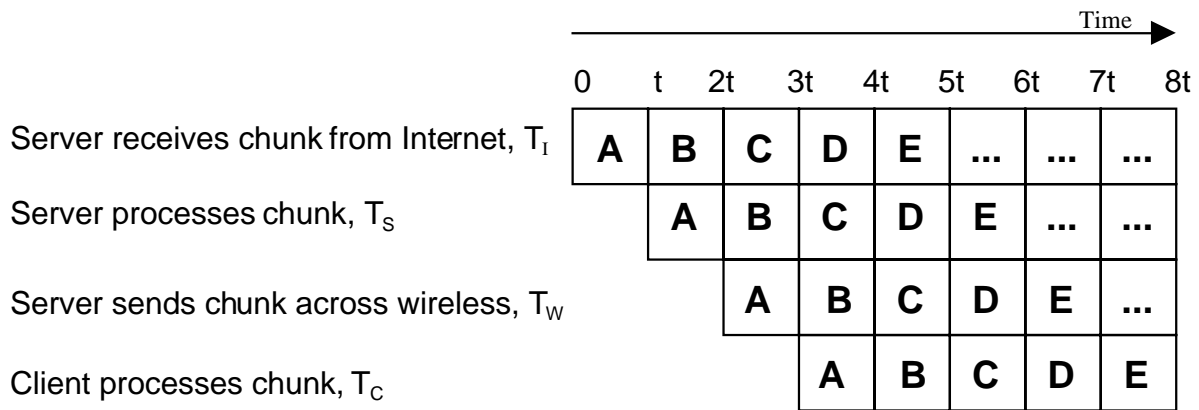 Time
0 t 2t 3t 4t 5t 6t 7t 8t
Server receives chunk from Internet, T_I A B C D E ... ... ...
Server processes chunk, T_S A B C D E ... ...
Server sends chunk across wireless, T_W A B C D E ...
Client processes chunk, T_C A B C D E